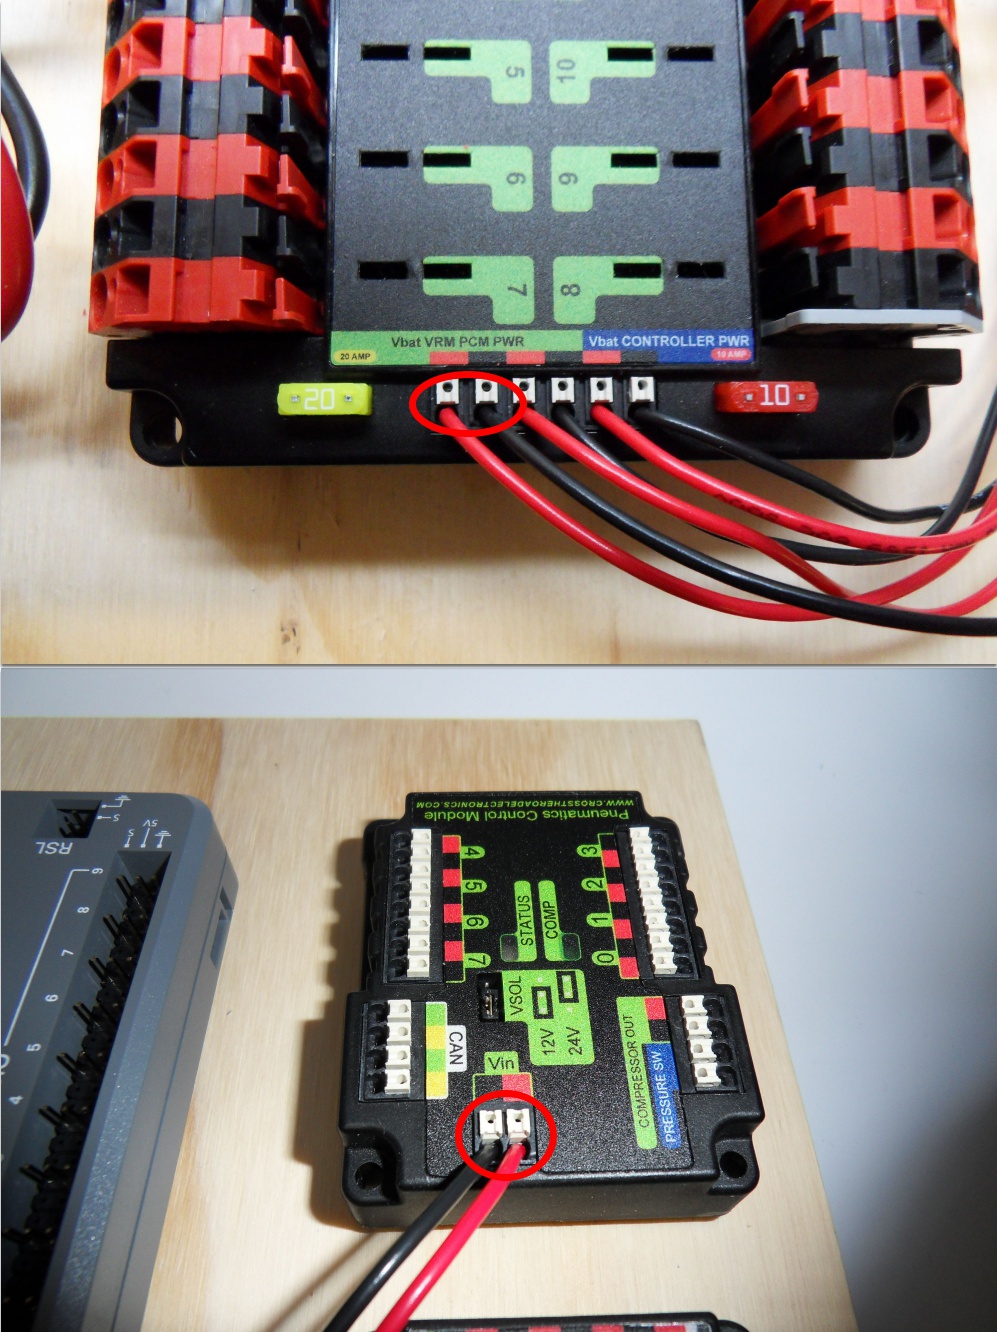 5 10
6 9
7 8
Vbat VRM PCM PWR Vbat CONTROLLER PWR
20 AMP 10 AMP
20 10
WWW.CROSSTHEROADELECTRONICS.COM
Pneumatics Control Module
RSL
S
5V
S
9
8
7
6
5
4
4 3
5 2
6 1
7 0
STATUS
COMP
VSOL
12V
24V
CAN
Vin
COMPRESSOR OUT
PRESSURE SW